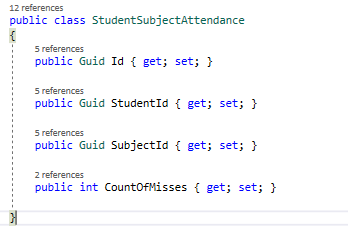 12 references
public class StudentSubjectAttendance
{
5 references
public Guid Id { get; set; }
5 references
public Guid StudentId { get; set; }
5 references
public Guid SubjectId { get; set; }
2 references
public int CountOfMisses { get; set; }
}